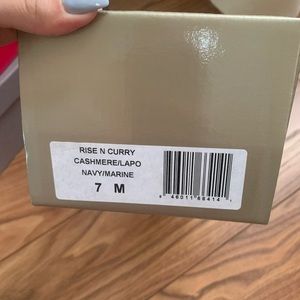 RISE N CURRY
CASHMERE/LAPO
NAVY/MARINE
7 M